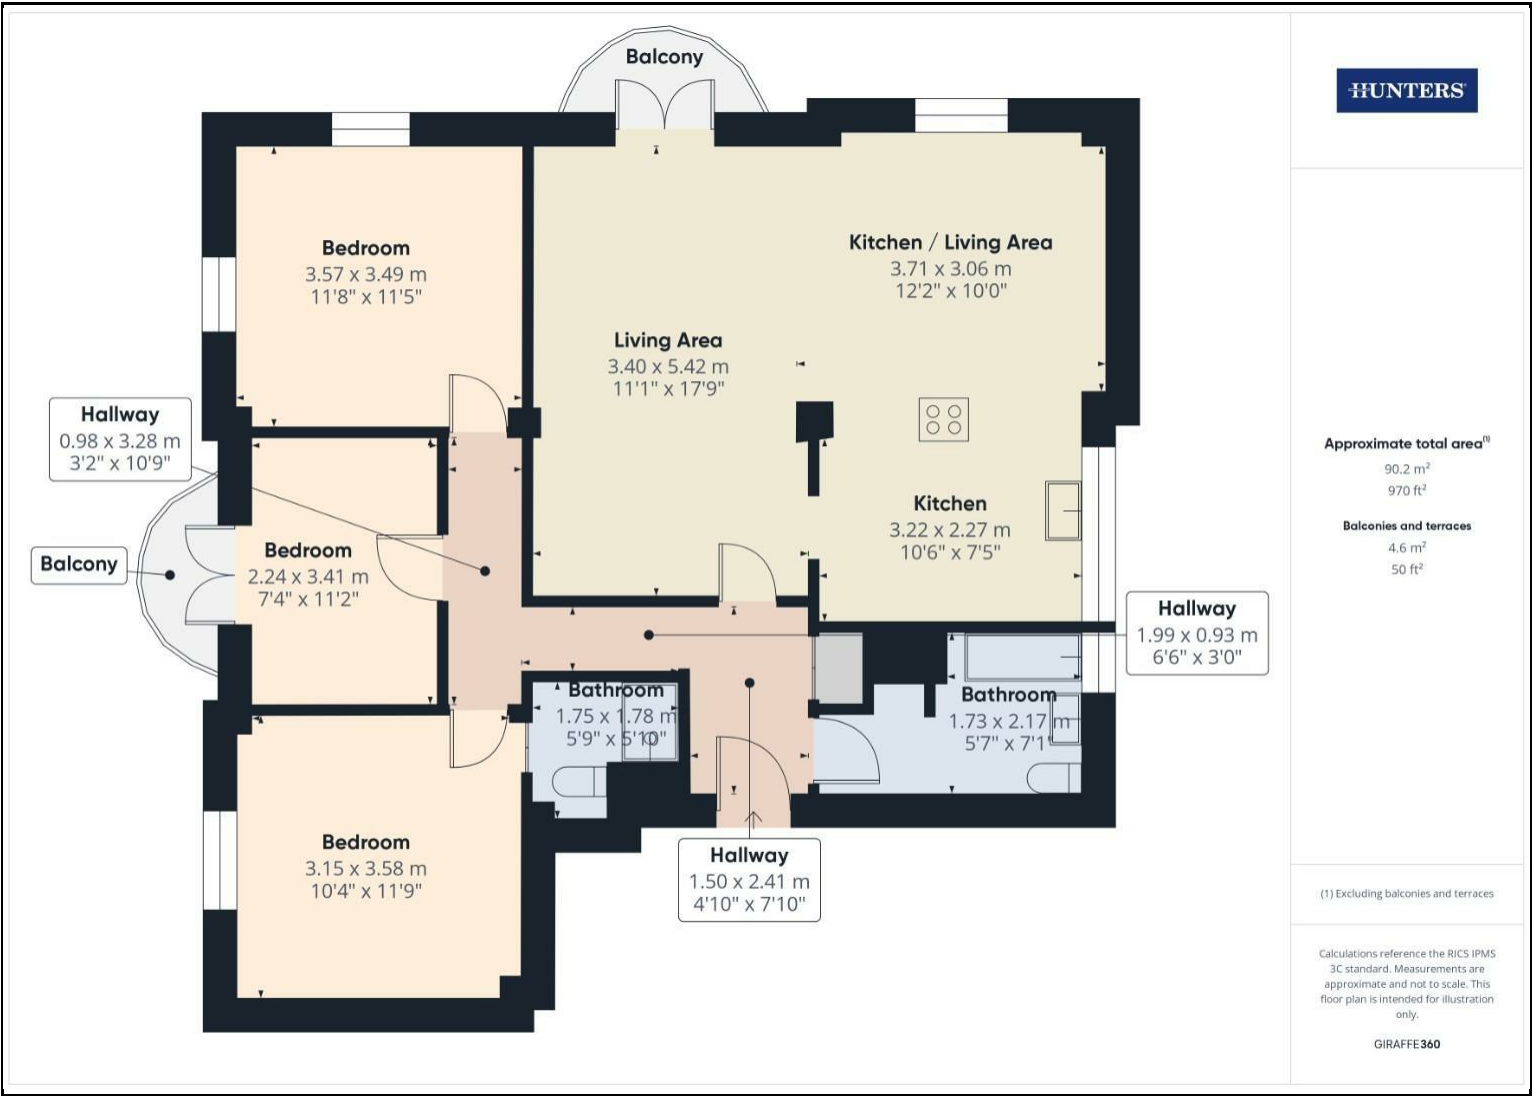 Balcony
HUNTERS
Bedroom
3.57 x 3.49 m
11'8" x 11'5"
Kitchen / Living Area
3.71 x 3.06 m
12'2" x 10'0"
Living Area
3.40 x 5.42 m
11'1" x 17'9"
Hallway
0.98 x 3.28 m
3'2" x 10'9"
Kitchen
3.22 x 2.27 m
10'6" x 7'5"
Balcony
Bedroom
2.24 x 3.41 m
7'4" x 11'2"
Hallway
1.99 x 0.93 m
6'6" x 3'0"
Bathroom
1.75 x 1.78 m
5'9" x 5'10"
Bathroom
1.73 x 2.17 m
5'7" x 7'1"
Bedroom
3.15 x 3.58 m
10'4" x 11'9"
Hallway
1.50 x 2.41 m
4'10" x 7'10"
Approximate total area(1)
90.2 m²
970 ft²
Balconies and terraces
4.6 m²
50 ft²
(1) Excluding balconies and terraces
Calculations reference the RICS IPMS
3C standard. Measurements are
approximate and not to scale. This
floor plan is intended for illustration
only.
GIRAFFE360